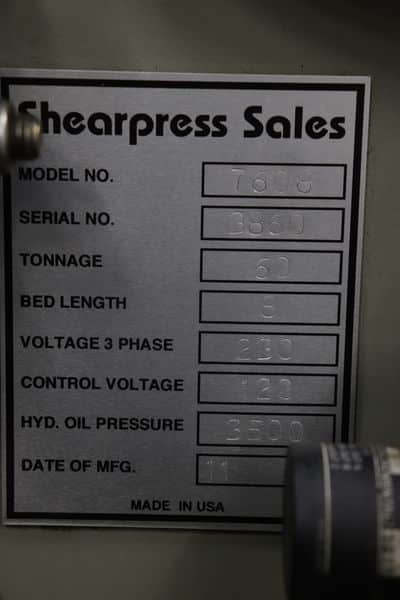 Shearpress Sales
MODEL NO. 7608
SERIAL NO. 3860
TONNAGE 60
BED LENGTH 8
VOLTAGE 3 PHASE 230
CONTROL VOLTAGE 120
HYD. OIL PRESSURE 3500
DATE OF MFG. 11
MADE IN USA